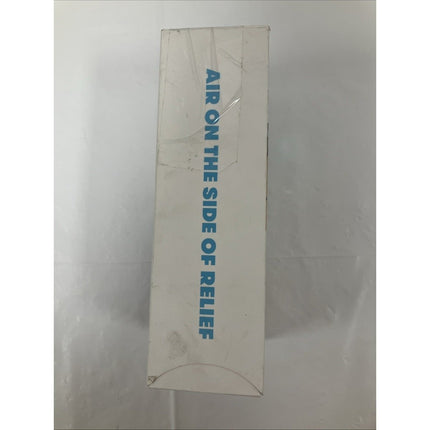 AIR ON THE SIDE OF RELIEF